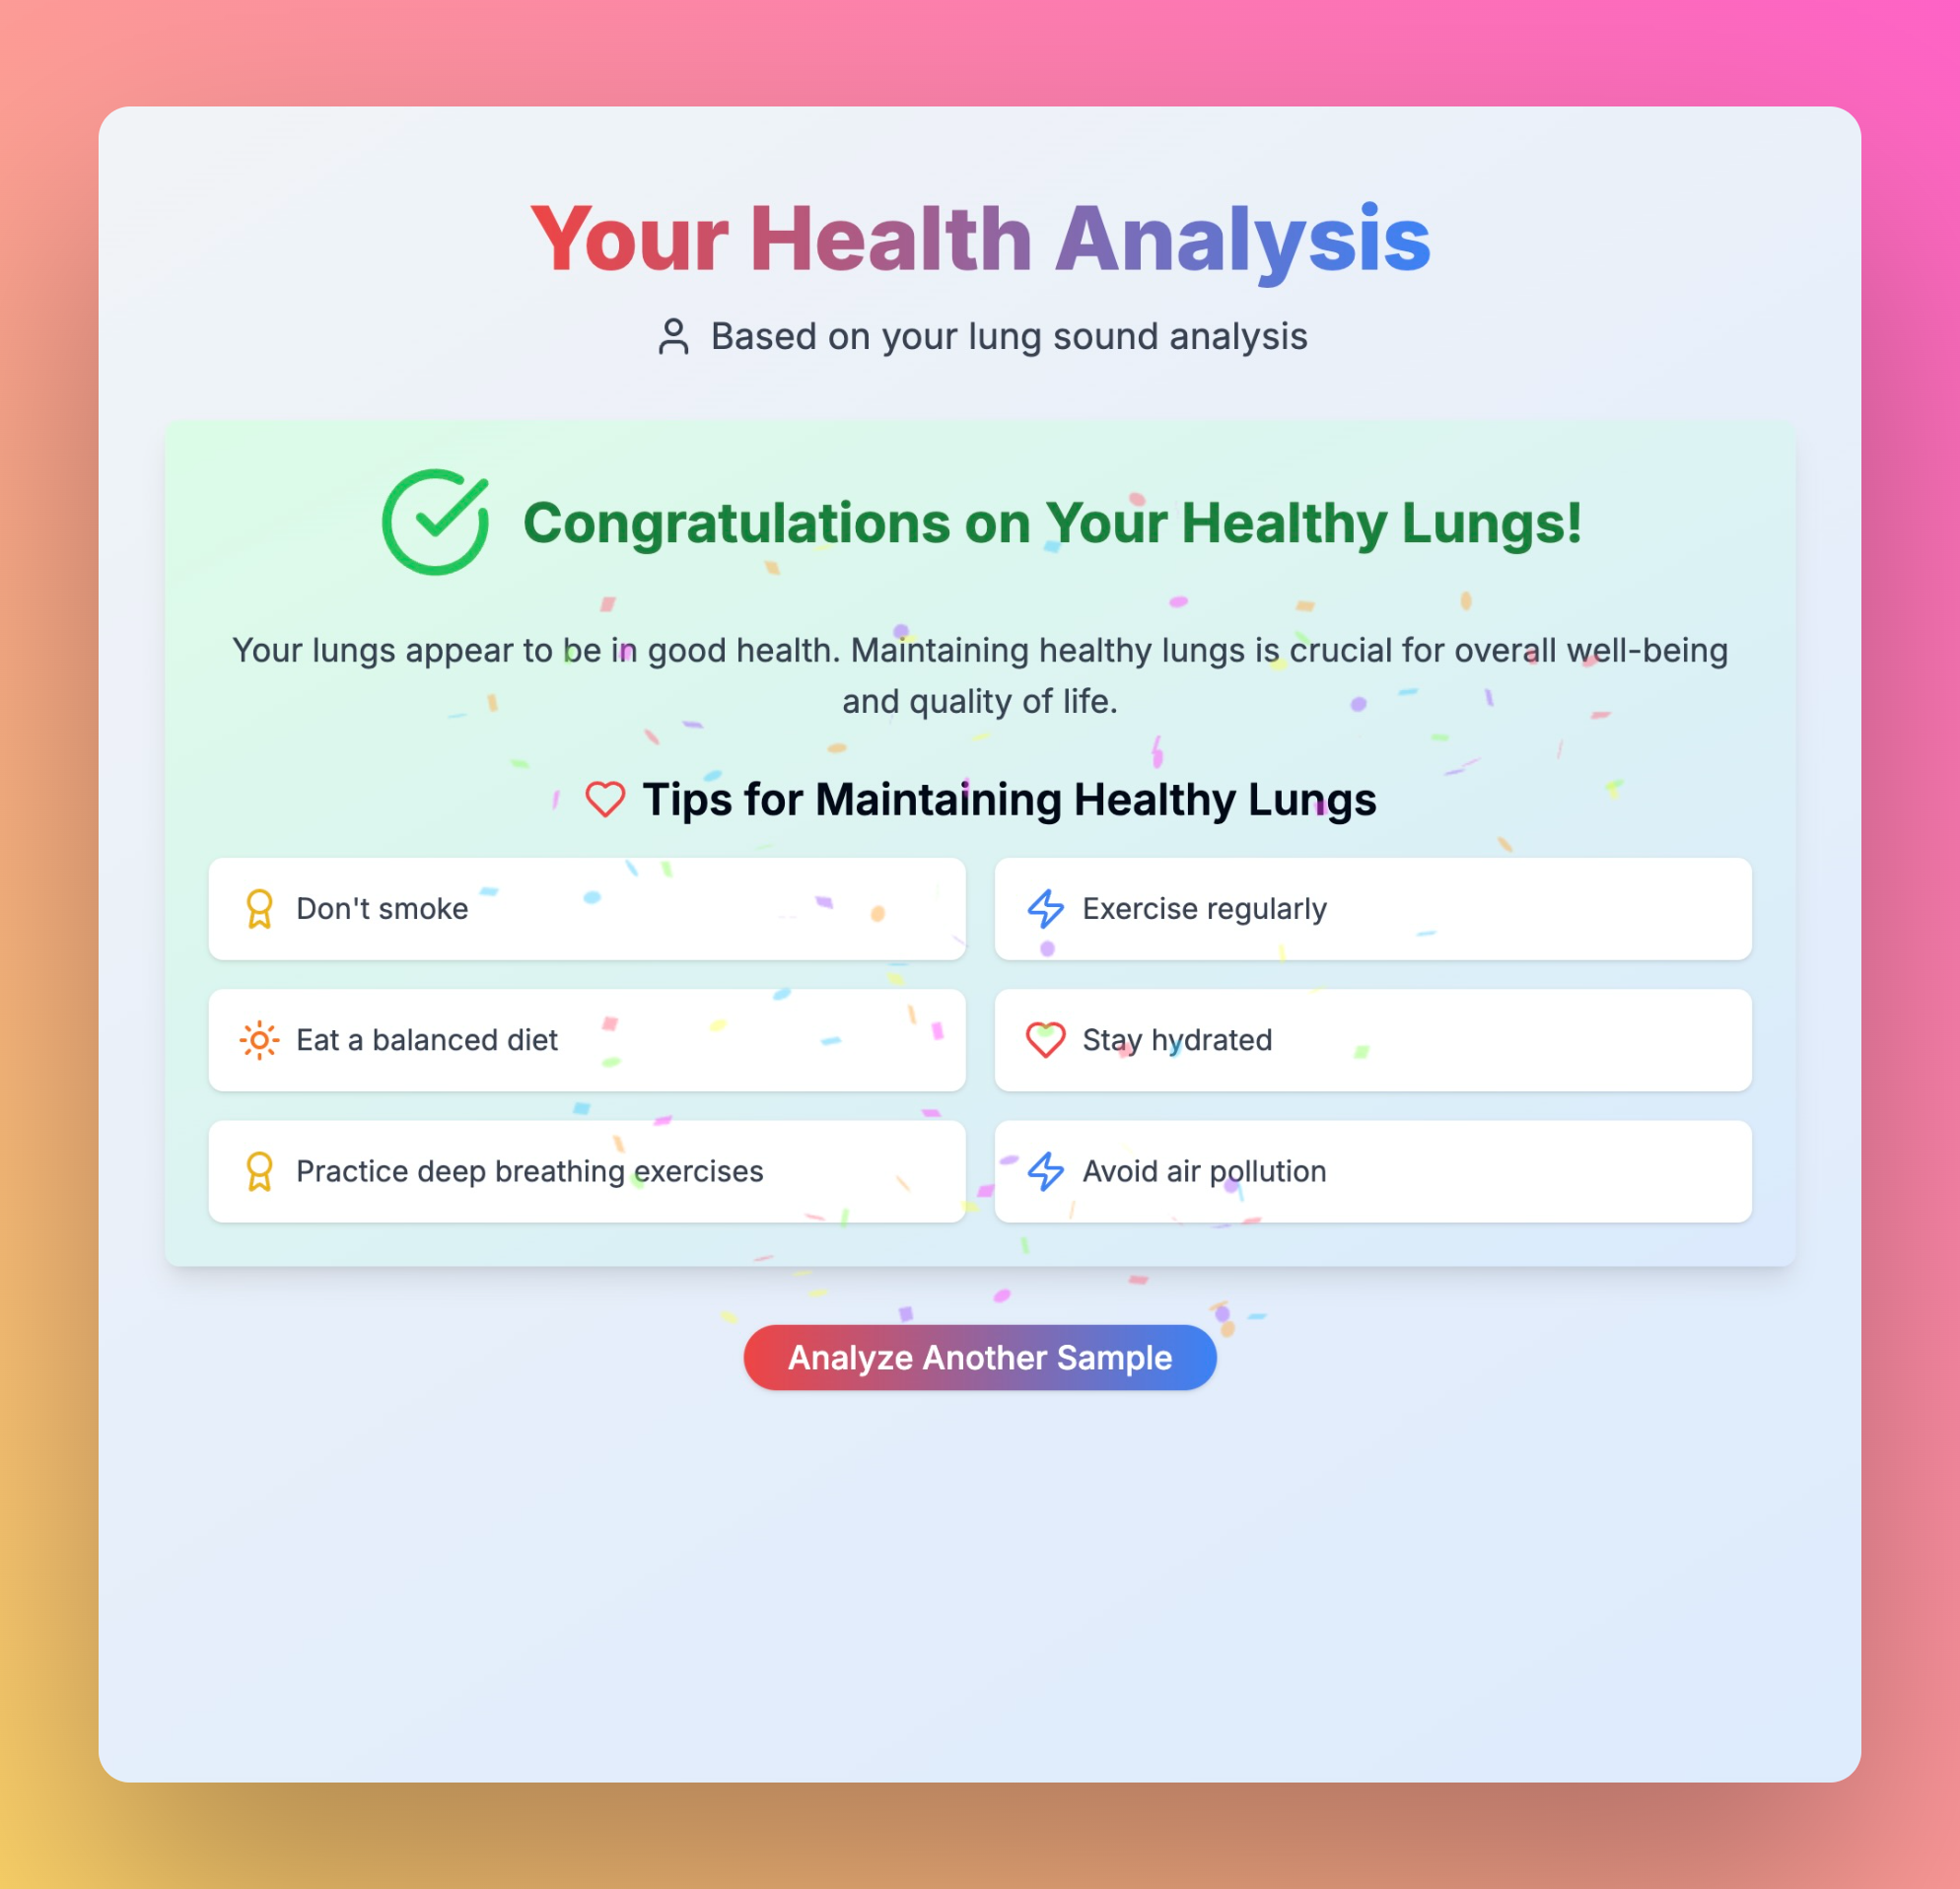 Your Health Analysis
Based on your lung sound analysis
Congratulations on Your Healthy Lungs!
Your lungs appear to be in good health. Maintaining healthy lungs is crucial for overall well-being
and quality of life.
Tips for Maintaining Healthy Lungs
Don't smoke
Exercise regularly
Eat a balanced diet
Stay hydrated
Practice deep breathing exercises
Avoid air pollution
Analyze Another Sample